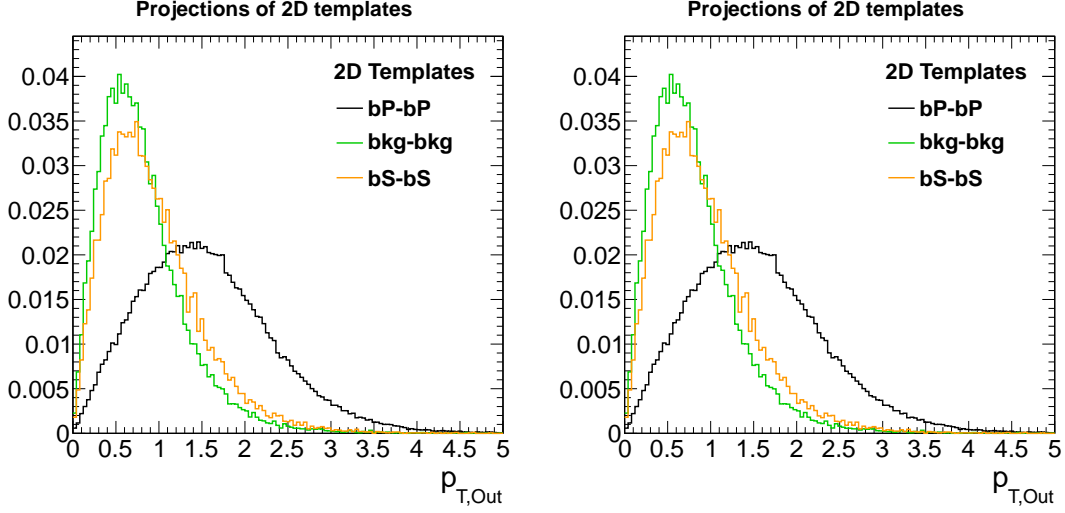 Projections of 2D templates
2D Templates
bP-bP
bkg-bkg
bS-bS
0.04
0.035
0.03
0.025
0.02
0.015
0.01
0.005
0
0 0.5 1 1.5 2 2.5 3 3.5 4 4.5 5
p_T,Out
Projections of 2D templates
2D Templates
bP-bP
bkg-bkg
bS-bS
0.04
0.035
0.03
0.025
0.02
0.015
0.01
0.005
0
0 0.5 1 1.5 2 2.5 3 3.5 4 4.5 5
p_T,Out